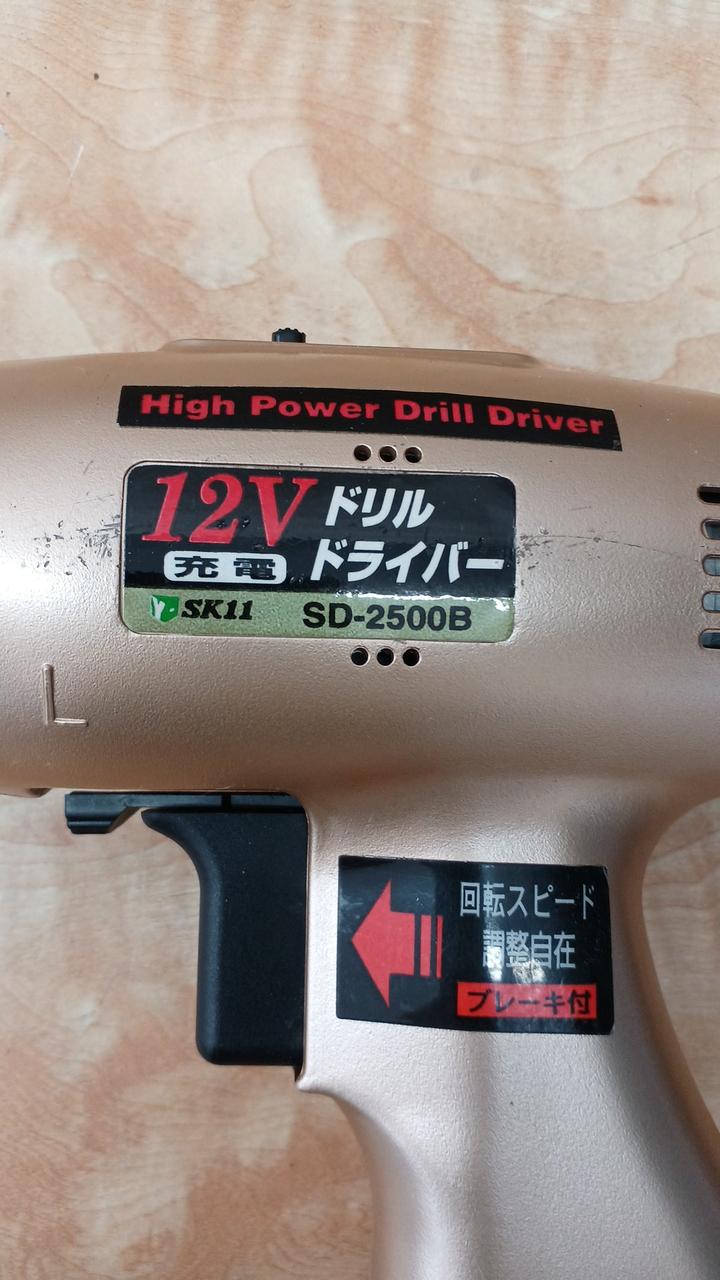 High Power Drill Driver
12V ドリル
充電 ドライバー
SK11 SD-2500B
L
回転スピード
調整自在
ブレーキ付